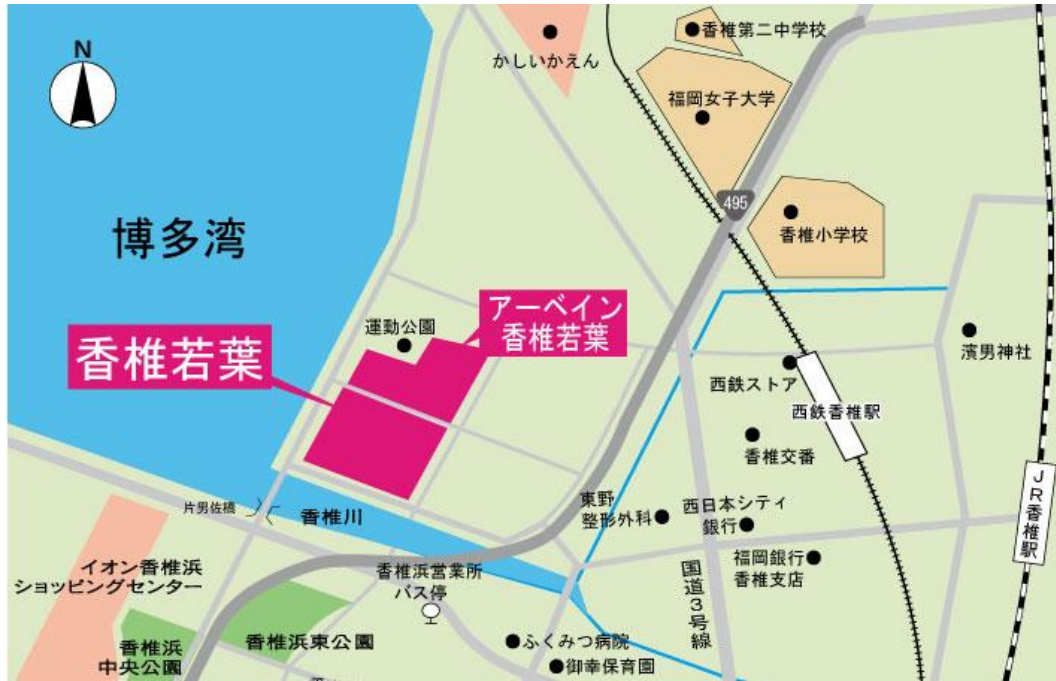 N
香椎第二中学校
かしいかえん
福岡女子大学
495
香椎小学校
博多湾
アーベイン
香椎若葉
運動公園
香椎若葉
濱男神社
西鉄ストア
西鉄香椎駅
香椎交番
JR香椎駅
片男佐橋
香椎川
東野
整形外科
西日本シティ
銀行
イオン香椎浜
ショッピングセンター
香椎浜営業所
バス停
国道3号線
福岡銀行
香椎支店
香椎浜東公園
香椎浜
中央公園
ふくみつ病院
御幸保育園